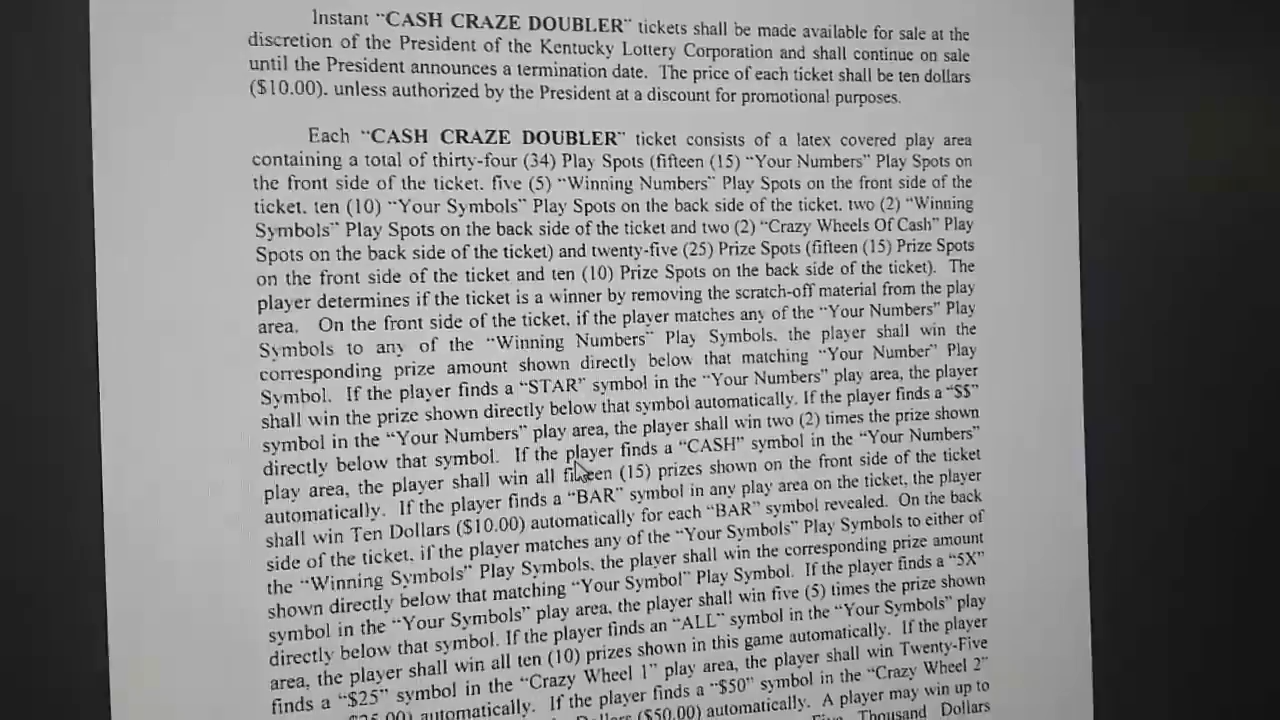 Instant “CASH CRAZE DOUBLER” tickets shall be made available for sale at the
discretion of the President of the Kentucky Lottery Corporation and shall continue on sale
until the President announces a termination date. The price of each ticket shall be ten dollars
($10.00). unless authorized by the President at a discount for promotional purposes.
Each “CASH CRAZE DOUBLER” ticket consists of a latex covered play area
containing a total of thirty-four (34) Play Spots (fifteen (15) “Your Numbers” Play Spots on
the front side of the ticket. five (5) “Winning Numbers” Play Spots on the front side of the
ticket. ten (10) “Your Symbols” Play Spots on the back side of the ticket. two (2) “Winning
Symbols” Play Spots on the back side of the ticket and two (2) “Crazy Wheels Of Cash” Play
Spots on the back side of the ticket) and twenty-five (25) Prize Spots (fifteen (15) Prize Spots
on the front side of the ticket and ten (10) Prize Spots on the back side of the ticket). The
player determines if the ticket is a winner by removing the scratch-off material from the play
area. On the front side of the ticket, if the player matches any of the “Your Numbers” Play
Symbols to any of the “Winning Numbers” Play Symbols. the player shall win the
corresponding prize amount shown directly below that matching “Your Number” Play
Symbol. If the player finds a “STAR” symbol in the “Your Numbers” play area, the player
shall win the prize shown directly below that symbol automatically. If the player finds a “$$”
symbol in the “Your Numbers” play area, the player shall win two (2) times the prize shown
directly below that symbol. If the player finds a “CASH” symbol in the “Your Numbers”
play area, the player shall win all fifteen (15) prizes shown on the front side of the ticket
automatically. If the player finds a “BAR” symbol in any play area on the ticket, the player
shall win Ten Dollars ($10.00) automatically for each “BAR” symbol revealed. On the back
side of the ticket, if the player matches any of the “Your Symbols” Play Symbols to either of
the “Winning Symbols” Play Symbols. the player shall win the corresponding prize amount
shown directly below that matching “Your Symbol” Play Symbol. If the player finds a “5X”
symbol in the “Your Symbols” play area. the player shall win five (5) times the prize shown
directly below that symbol. If the player finds an “ALL” symbol in the “Your Symbols” play
area, the player shall win all ten (10) prizes shown in this game automatically. If the player
finds a “$25” symbol in the “Crazy Wheel 1” play area, the player shall win Twenty-Five
automatically. If the player finds a “$50” symbol in the “Crazy Wheel 2”
($50.00) automatically. A player may win up to
Thousand Dollars